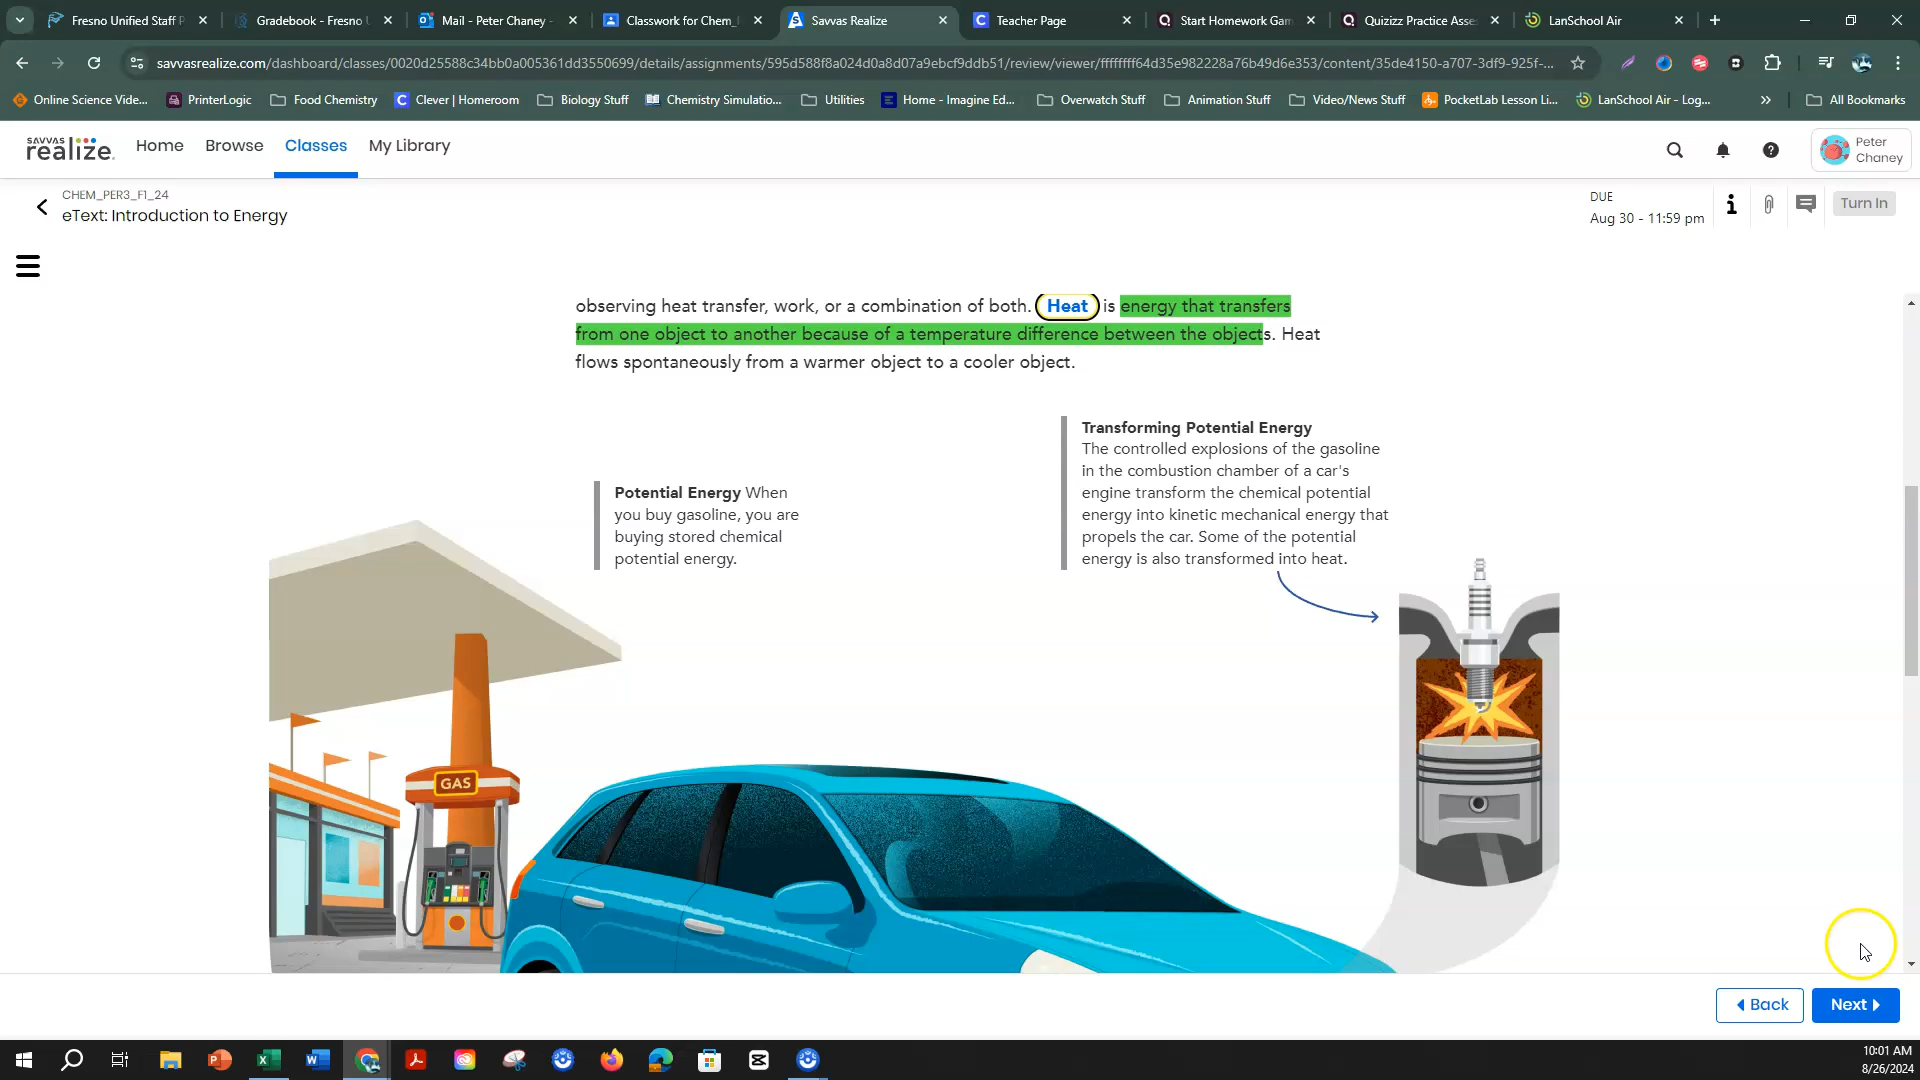 Fresno Unified Staff P
Gradebook - Fresno U
Mail - Peter Chaney -
Classwork for Chem_
Savvas Realize
Teacher Page
Start Homework Gam
Quizizz Practice Asse
LanSchool Air
savvasrealize.com/dashboard/classes/0020d25588c34bb0a005361dd3550699/details/assignments/595d588f8a024d0a8d07a9ebcf9ddb51/review/viewer/ffffffff64d35e982228a76b49d6e353/content/35de4150-a707-3df9-925f-...
Online Science Vide...
PrinterLogic
Food Chemistry
Clever | Homeroom
Biology Stuff
Chemistry Simulatio...
Utilities
Home - Imagine Ed...
Overwatch Stuff
Animation Stuff
Video/News Stuff
PocketLab Lesson Li...
LanSchool Air - Log...
All Bookmarks
SAVVAS
realize.
Home
Browse
Classes
My Library
Peter
Chaney
CHEM_PER3_F1_24
eText: Introduction to Energy
DUE
Aug 30 - 11:59 pm
Turn In
observing heat transfer, work, or a combination of both. Heat is energy that transfers
from one object to another because of a temperature difference between the objects. Heat
flows spontaneously from a warmer object to a cooler object.
Potential Energy When
you buy gasoline, you are
buying stored chemical
potential energy.
Transforming Potential Energy
The controlled explosions of the gasoline
in the combustion chamber of a car's
engine transform the chemical potential
energy into kinetic mechanical energy that
propels the car. Some of the potential
energy is also transformed into heat.
GAS
Back
Next
10:01 AM
8/26/2024